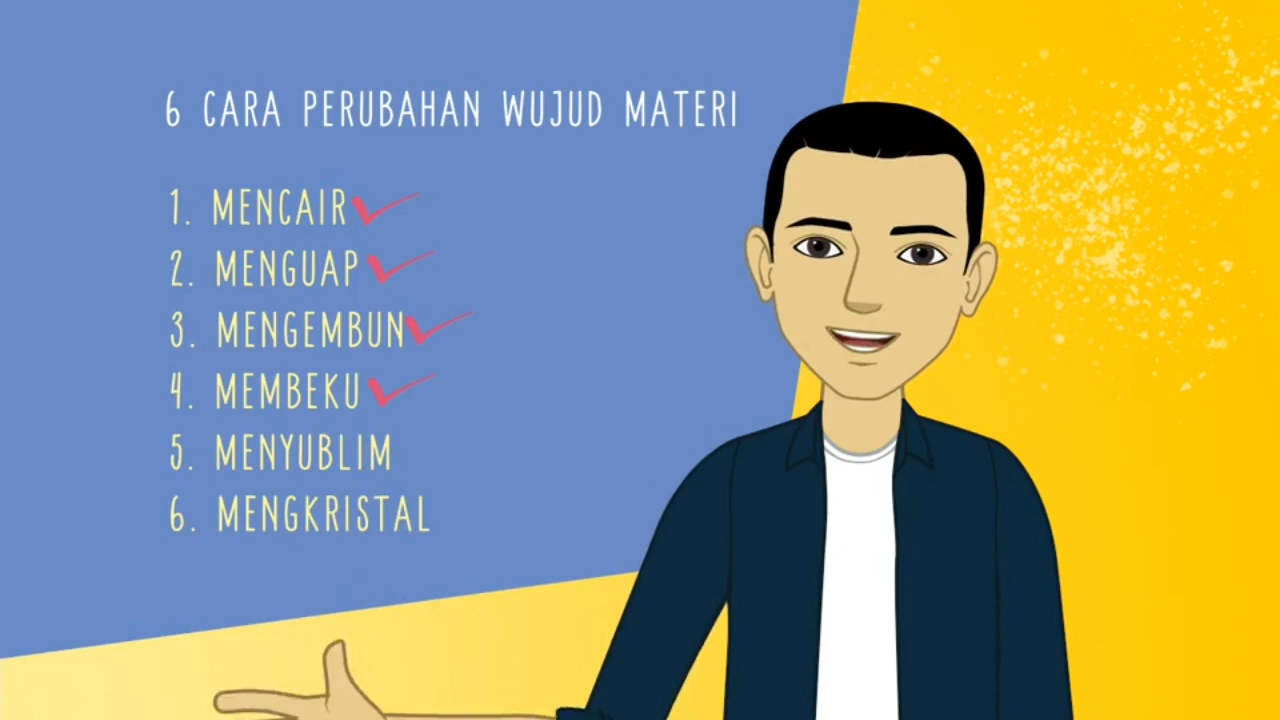 6 CARA PERUBAHAN WUJUD MATERI
1. MENCAIR
2. MENGUAP
3. MENGEMBUN
4. MEMBEKU
5. MENYUBLIM
6. MENGKRISTAL